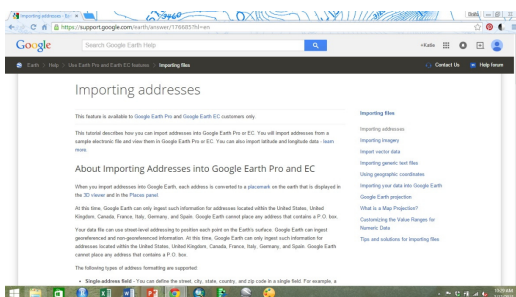 importing addresses - Go
https://support.google.com/earth/answer/176685?hl=en
Google
Search Google Earth Help
+Katie
Earth
Help
Use Earth Pro and Earth EC features
Importing files
Contact Us
Help forum
Importing addresses
This feature is available to Google Earth Pro and Google Earth EC customers only.
This tutorial describes how you can import addresses into Google Earth Pro or EC. You will import addresses from a
sample electronic file and view them in Google Earth Pro or EC. You can also import latitude and longitude data - learn
more.
About Importing Addresses into Google Earth Pro and EC
When you import addresses into Google Earth, each address is converted to a placemark on the earth that is displayed in
the 3D viewer and in the Places panel.
At this time, Google Earth can only ingest such information for addresses located within the United States, United
Kingdom, Canada, France, Italy, Germany, and Spain. Google Earth cannot place any address that contains a P.O. box.
Your data file can use street-level addressing to position each point on the Earth's surface. Google Earth can ingest
georeferenced and non-georeferenced information. At this time, Google Earth can only ingest such information for
addresses located within the United States, United Kingdom, Canada, France, Italy, Germany, and Spain. Google Earth
cannot place any address that contains a P.O. box.
The following types of address formatting are supported:
• Single-address field - You can define the street, city, state, country, and zip code in a single field. For example, a
Importing files
Importing addresses
Importing imagery
Import vector data
Importing generic text files
Using geographic coordinates
Importing your data into Google Earth
Google Earth projection
What is a Map Projection?
Customizing the Value Ranges for
Numeric Data
Tips and solutions for importing files
10:29 AM